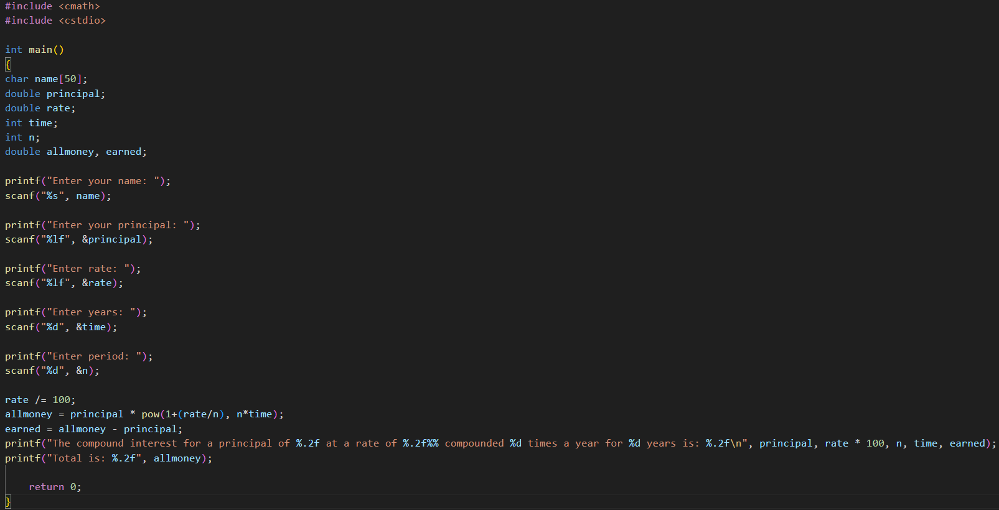 #include <cmath>
#include <cstdio>
int main()
{
char name[50];
double principal;
double rate;
int time;
int n;
double allmoney, earned;
printf("Enter your name: ");
scanf("%s", name);
printf("Enter your principal: ");
scanf("%lf", &principal);
printf("Enter rate: ");
scanf("%lf", &rate);
printf("Enter years: ");
scanf("%d", &time);
printf("Enter period: ");
scanf("%d", &n);
rate /= 100;
allmoney = principal * pow(1+(rate/n), n*time);
earned = allmoney - principal;
printf("The compound interest for a principal of %.2f at a rate of %.2f%% compounded %d times a year for %d years is: %.2f\n", principal, rate * 100, n, time, earned);
printf("Total is: %.2f", allmoney);
return 0;
}